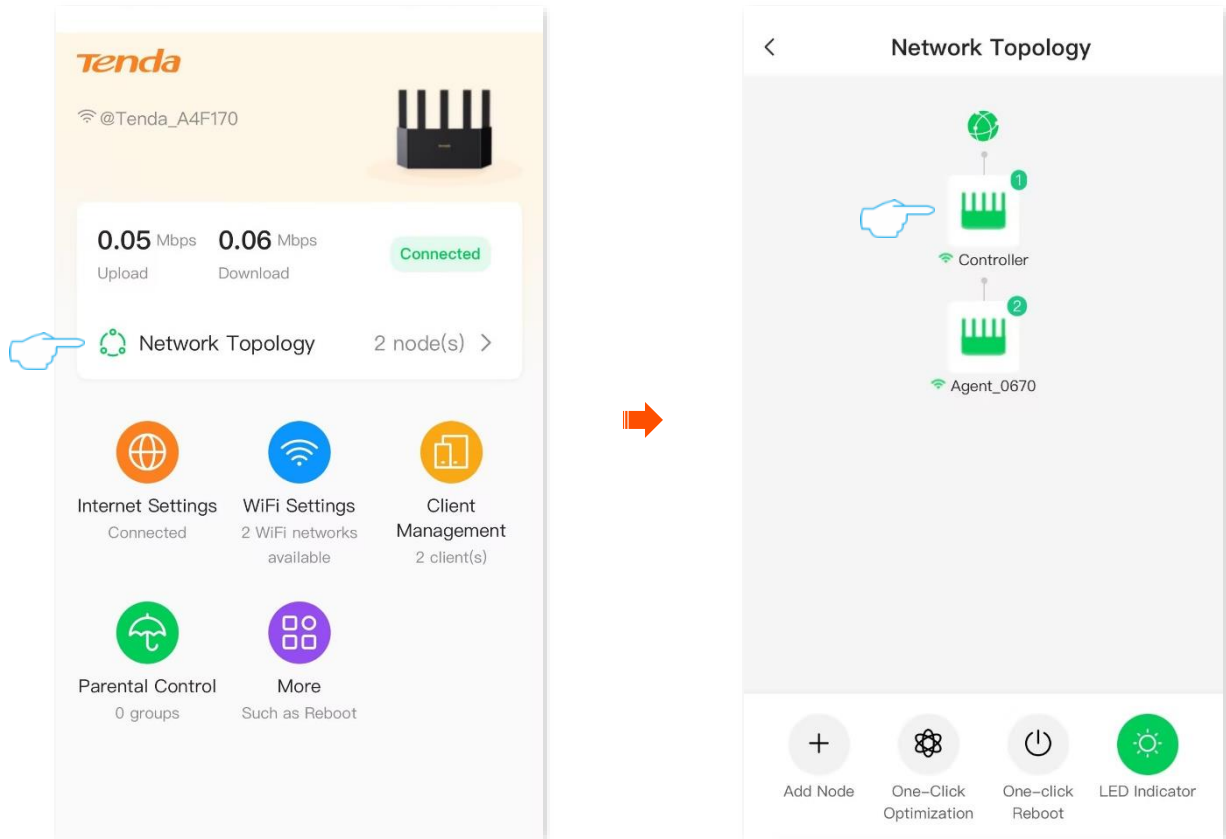 Tenda
@Tenda_A4F170
0.05 Mbps 0.06 Mbps
Upload Download
Connected
Network Topology 2 node(s)
Internet Settings
Connected
WiFi Settings
2 WiFi networks
available
Client
Management
2 client(s)
Parental Control
0 groups
More
Such as Reboot
Network Topology
1
Controller
2
Agent_0670
Add Node
One-Click
Optimization
One-click
Reboot
LED Indicator